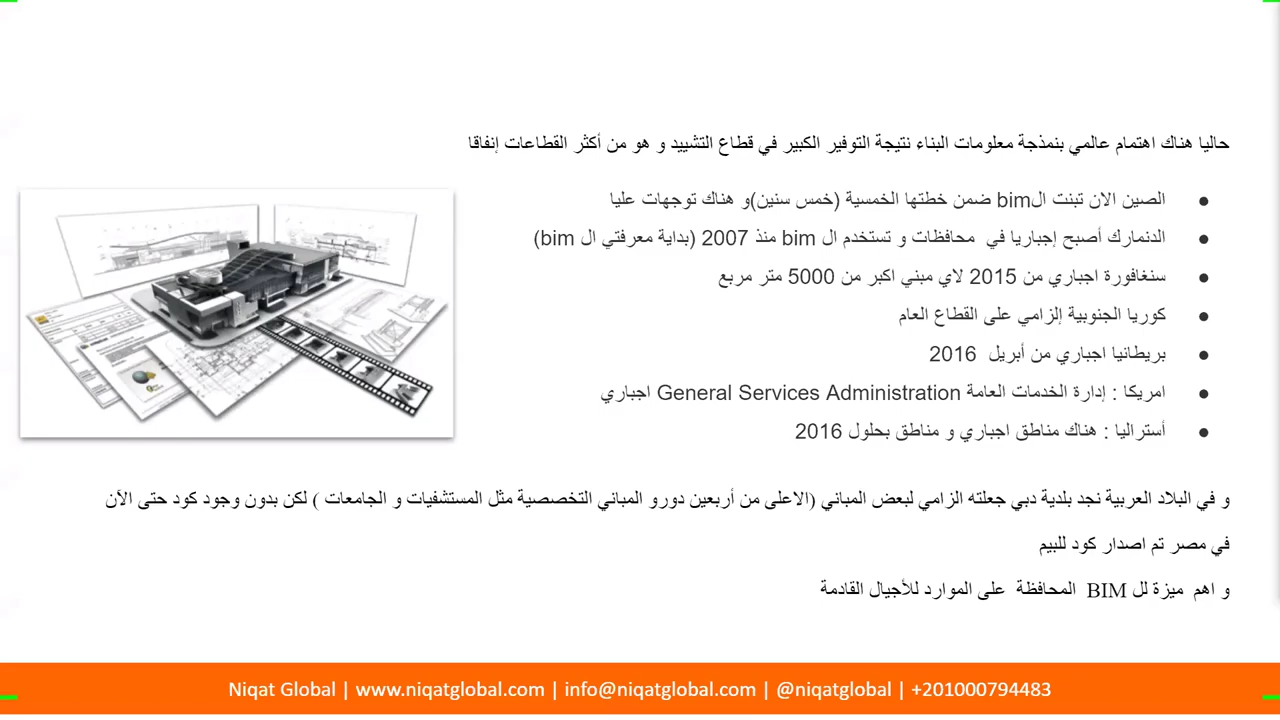 حاليا هناك اهتمام عالمي بنمذجة معلومات البناء نتيجة التوفير الكبير في قطاع التشييد و هو من أكثر القطاعات إنفاقا
● الصين الان تبنت الbim ضمن خطتها الخمسية (خمس سنين)و هناك توجهات عليا
● الدنمارك أصبح إجباريا في محافظات و تستخدم ال bim منذ 2007 (بداية معرفتي ال bim)
● سنغافورة اجباري من 2015 لاي مبني اكبر من 5000 متر مربع
● كوريا الجنوبية إلزامي على القطاع العام
● بريطانيا اجباري من أبريل 2016
● امريكا : إدارة الخدمات العامة General Services Administration اجباري
● أستراليا : هناك مناطق اجباري و مناطق بحلول 2016
و في البلاد العربية نجد بلدية دبي جعلته الزامي لبعض المباني (الاعلى من أربعين دورو المباني التخصصية مثل المستشفيات و الجامعات ) لكن بدون وجود كود حتى الآن
في مصر تم اصدار كود للبيم
و اهم ميزة لل BIM المحافظة على الموارد للأجيال القادمة
Niqat Global | www.niqatglobal.com | info@niqatglobal.com | @niqatglobal | +201000794483